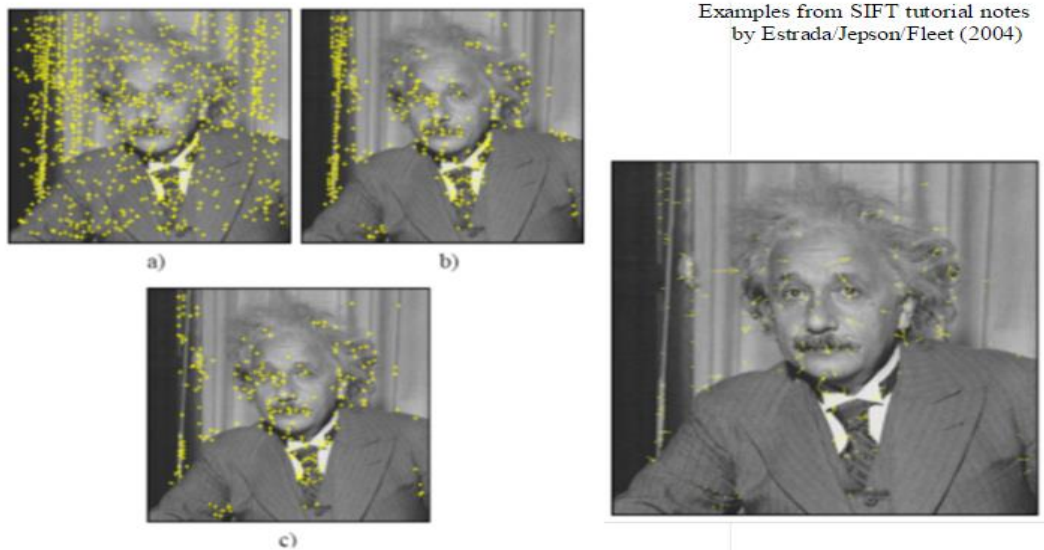 Examples from SIFT tutorial notes
by Estrada/Jepson/Fleet (2004)
a)
b)
c)